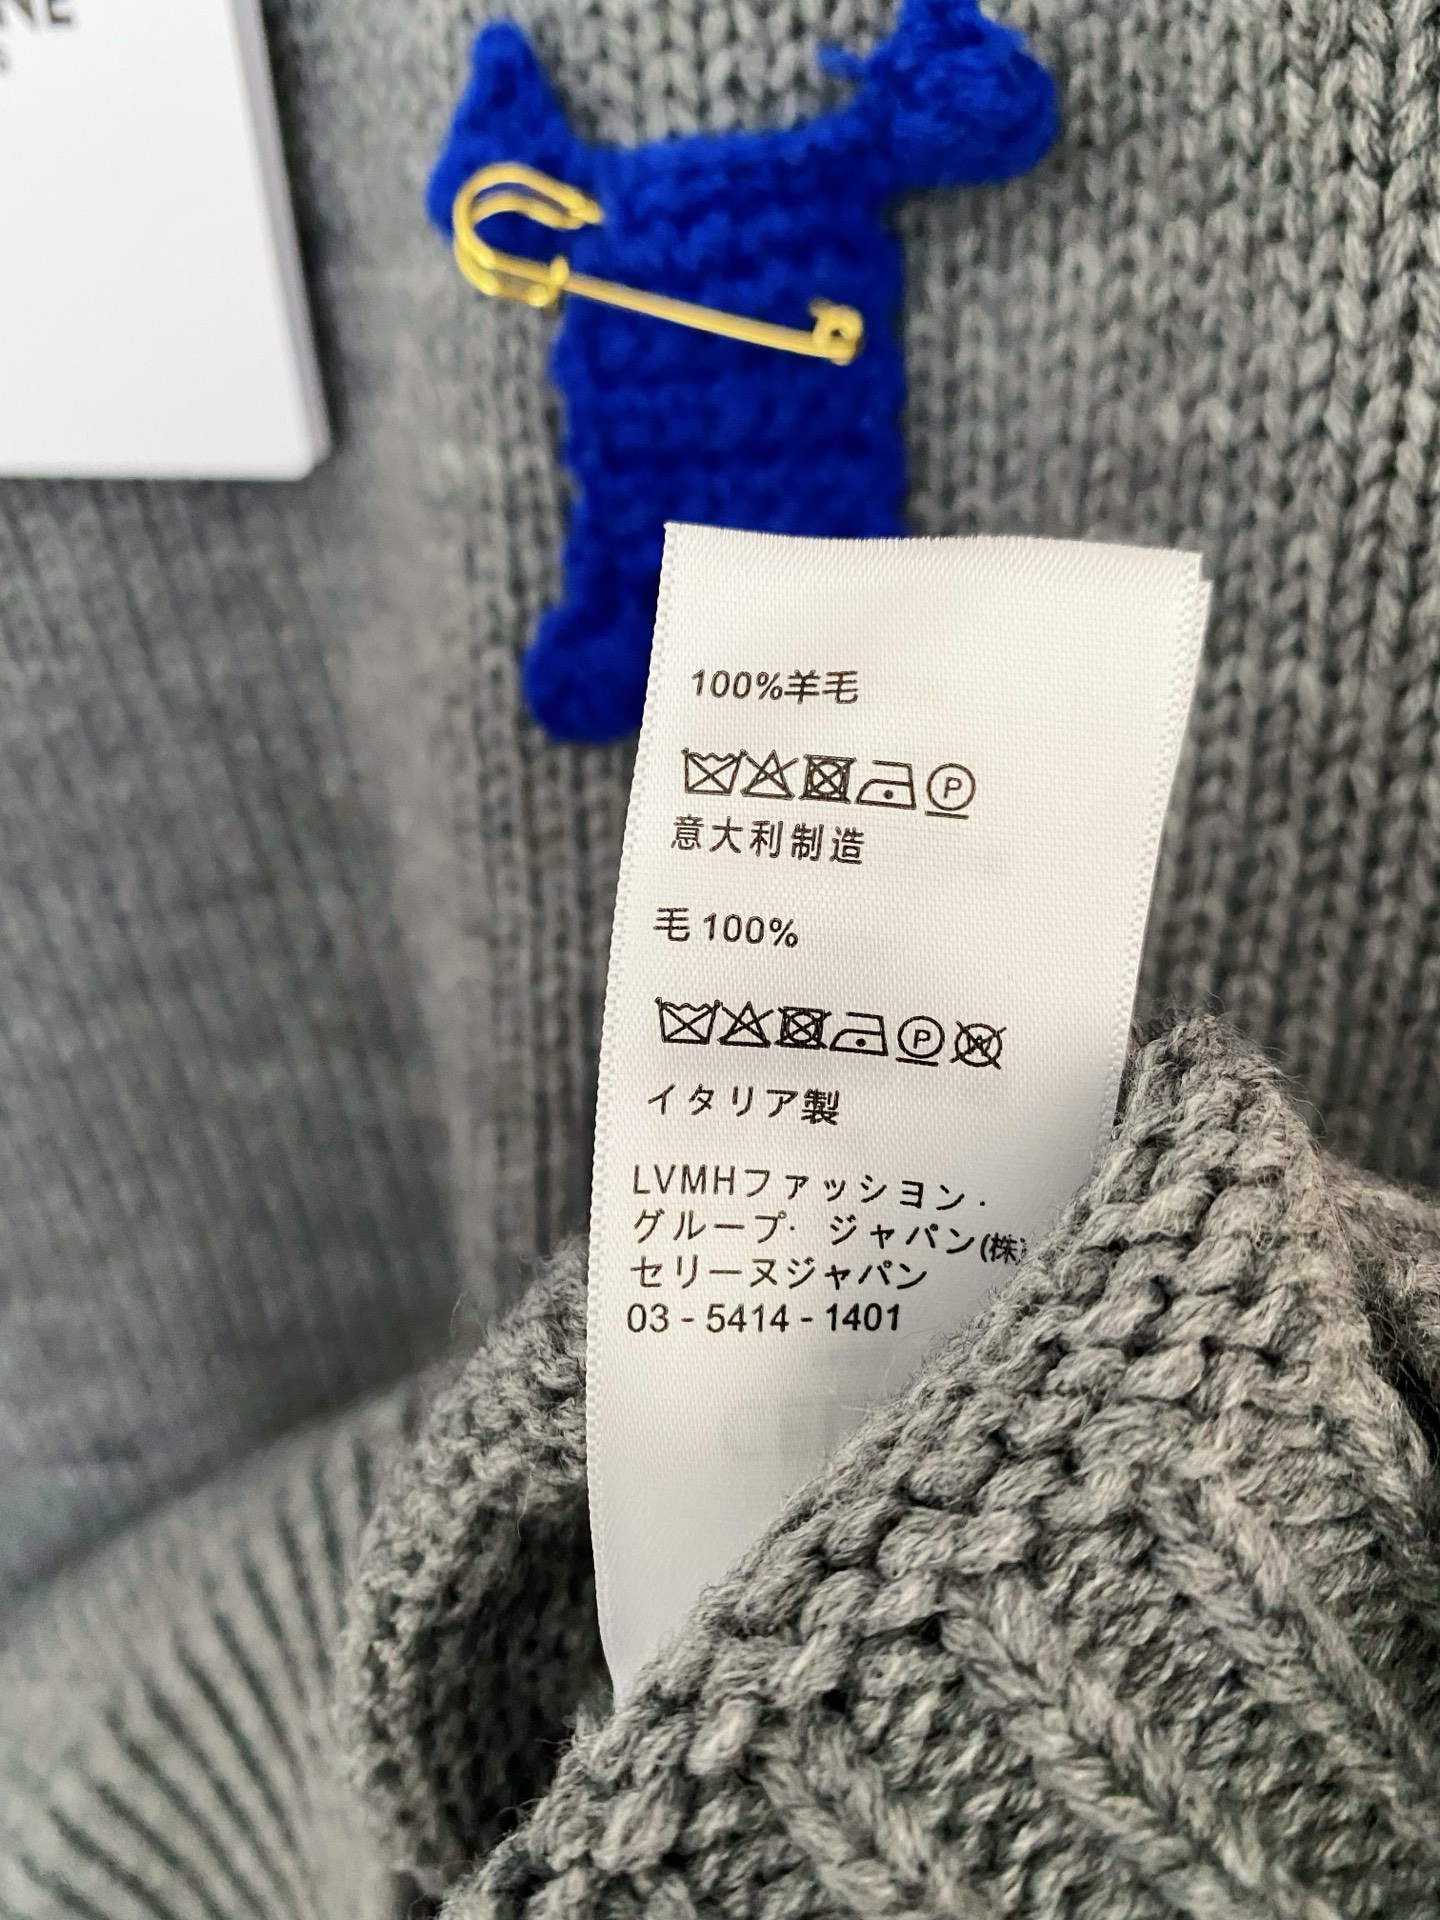 NE
S
100%羊毛
P
意大利制造
毛 100%
P W
イタリア製
LVMHファッション・
グループ・ ジャパン(株)
セリーヌジャパン
03 - 5414 - 1401